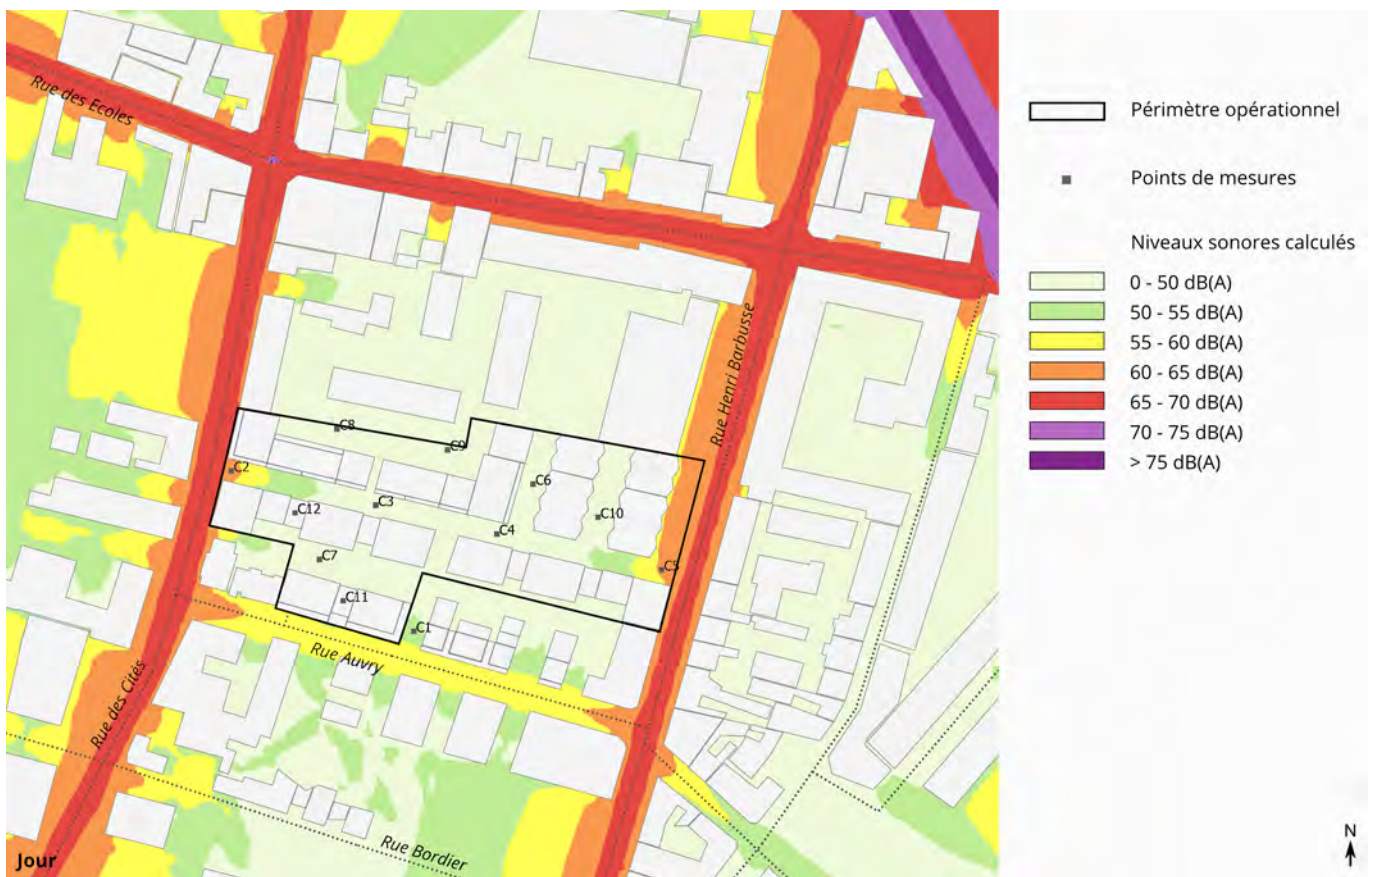 Rue des Ecoles
Rue Henri Barbusse
C8
C9
C2
C6
C3
C12
C10
C4
C7
C5
C11
C1
Rue Auvry
Rue des Cités
Rue Bordier
Jour
Périmètre opérationnel
Points de mesures
Niveaux sonores calculés
0 - 50 dB(A)
50 - 55 dB(A)
55 - 60 dB(A)
60 - 65 dB(A)
65 - 70 dB(A)
70 - 75 dB(A)
> 75 dB(A)
N